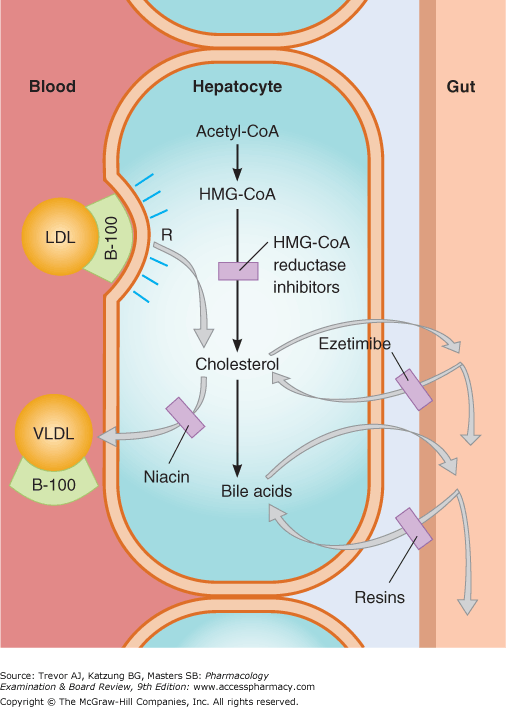 Blood
Hepatocyte
Gut
Acetyl-CoA
HMG-CoA
LDL
B-100
R
HMG-CoA
reductase
inhibitors
Ezetimibe
Cholesterol
VLDL
B-100
Niacin
Bile acids
Resins
Source: Trevor AJ, Katzung BG, Masters SB: Pharmacology
Examination & Board Review, 9th Edition: www.accesspharmacy.com
Copyright © The McGraw-Hill Companies, Inc. All rights reserved.